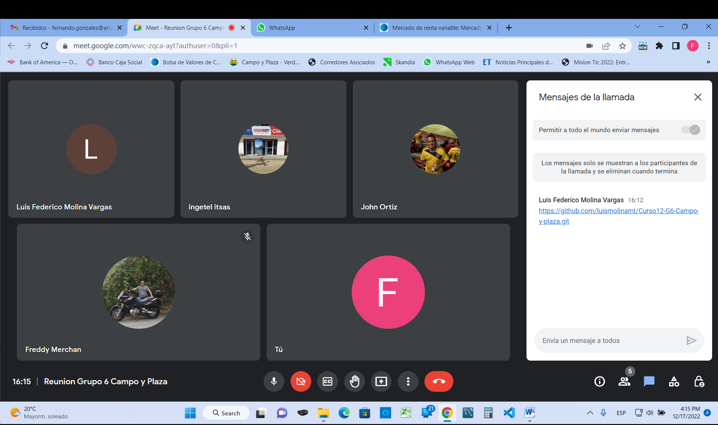 Recibidos - fernando.gonzalez@ar
Meet - Reunion Grupo 6 Camp
WhatsApp
Mercado de renta variable: Merca
meet.google.com/wwc-zqca-ayt?authuser=0&pli=1
F
Bank of America — O...
Banco Caja Social
Bolsa de Valores de C...
Campo y Plaza - Verd...
Corredores Asociados
Skandia
WhatsApp Web
Noticias Principales d...
Mision Tic 2022: Entr...
»
L
Luis Federico Molina Vargas
ingetel itsas
John Ortiz
Freddy Merchan
F
Tú
Mensajes de la llamada
Permitir a todo el mundo enviar mensajes
Los mensajes solo se muestran a los participantes de
la llamada y se eliminan cuando termina
Luis Federico Molina Vargas 16:12
https://github.com/luismolinamt/Curso12-G6-Campo-
y-plaza.git
Envía un mensaje a todos
16:15 | Reunion Grupo 6 Campo y Plaza
5
20°C
Mayorm. soleado
Search
ESP
4:15 PM
12/17/2022